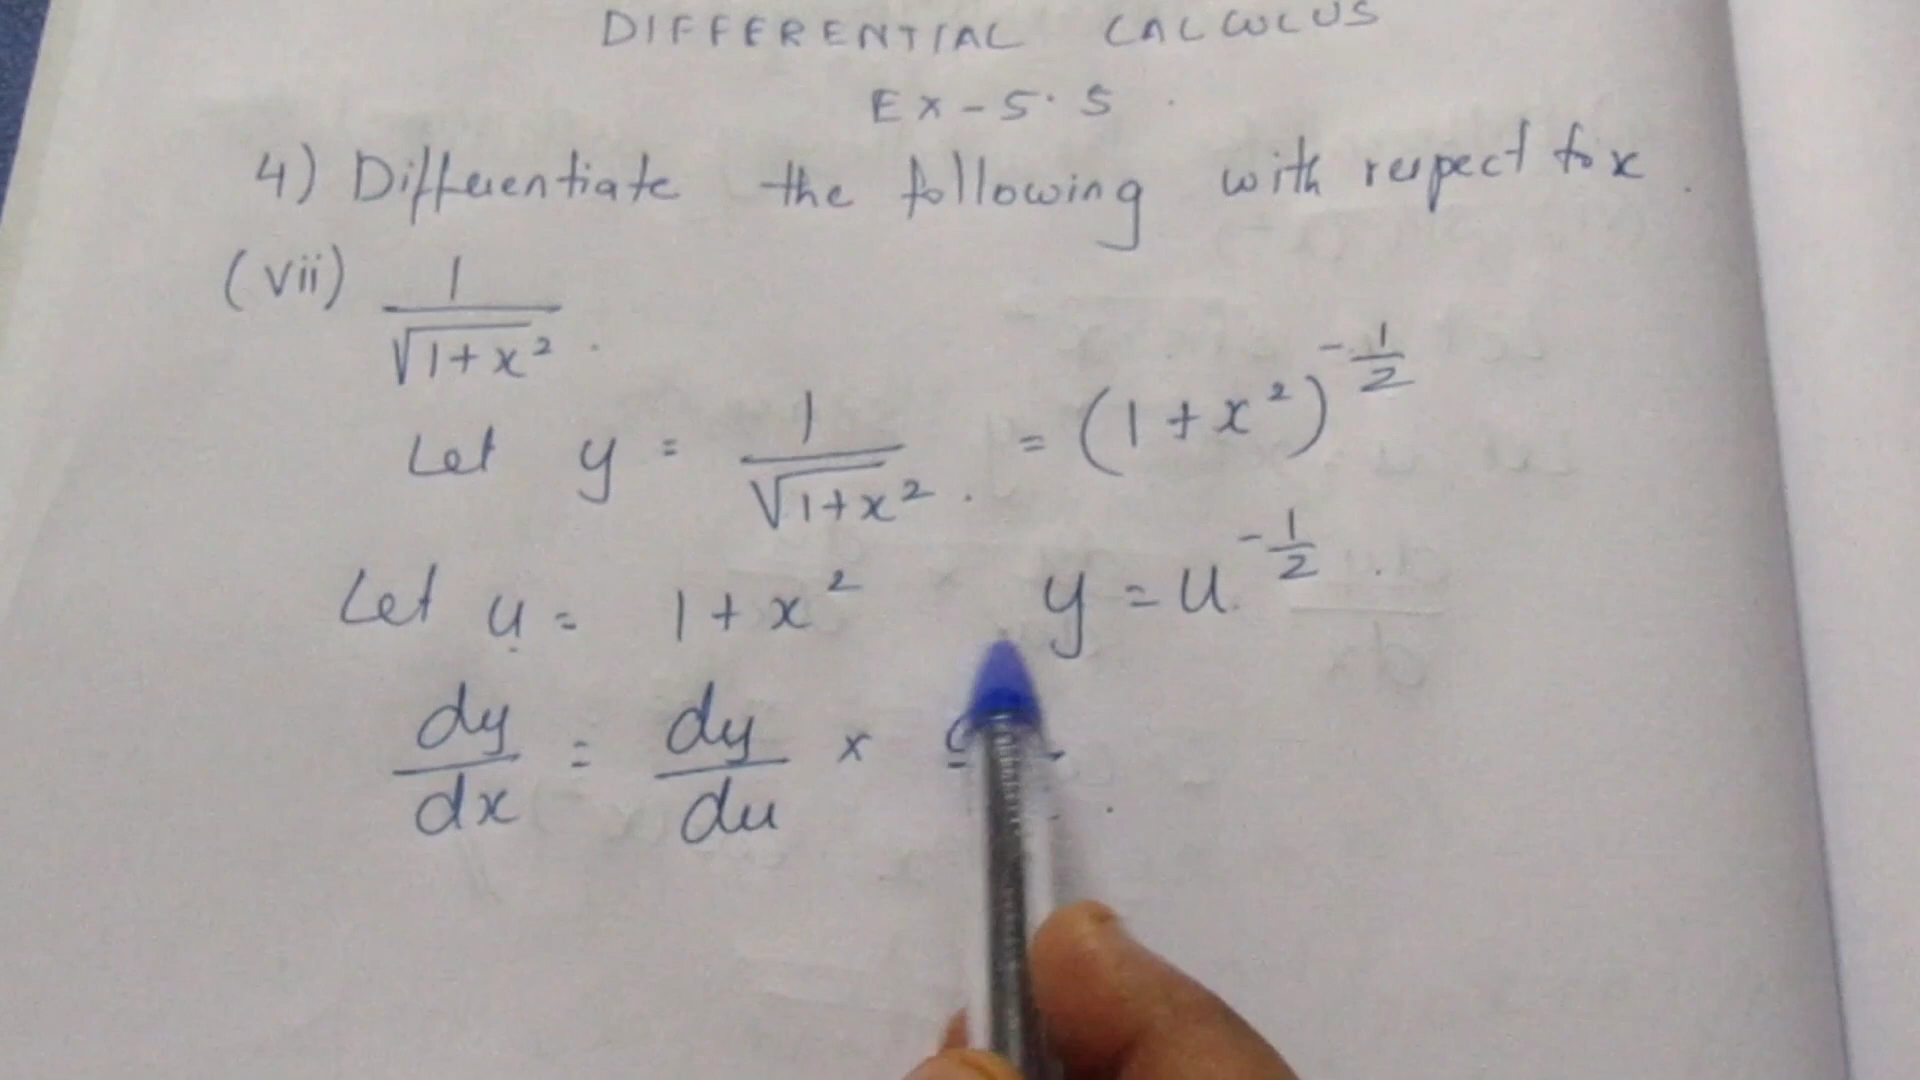 DIFFERENTIAL CALCULUS
EX-5.5
4) Differentiate the following with respect to x.
(vii) 1/√1+x².
Let y = 1/√1+x². = (1+x²)^-1/2
Let u = 1+x² y = u^-1/2.
dy/dx = dy/du ×